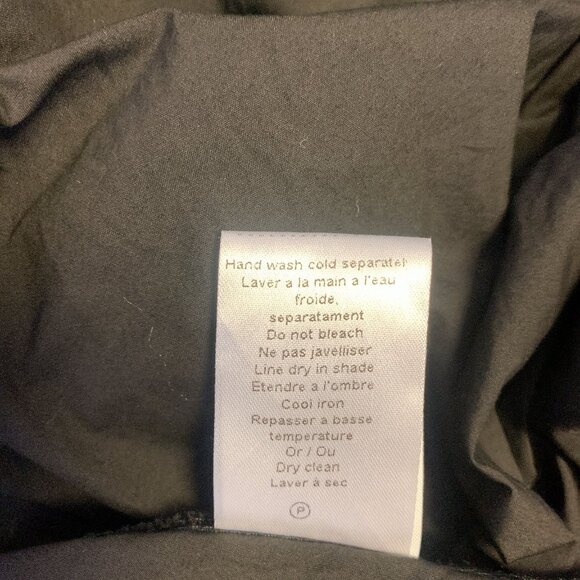 Hand wash cold separatel
Laver a la main a l'eau
froide,
separatament
Do not bleach
Ne pas javelliser
Line dry in shade
Etendre a l'ombre
Cool iron
Repasser à basse
temperature
Or / Ou
Dry clean
Laver à sec
P